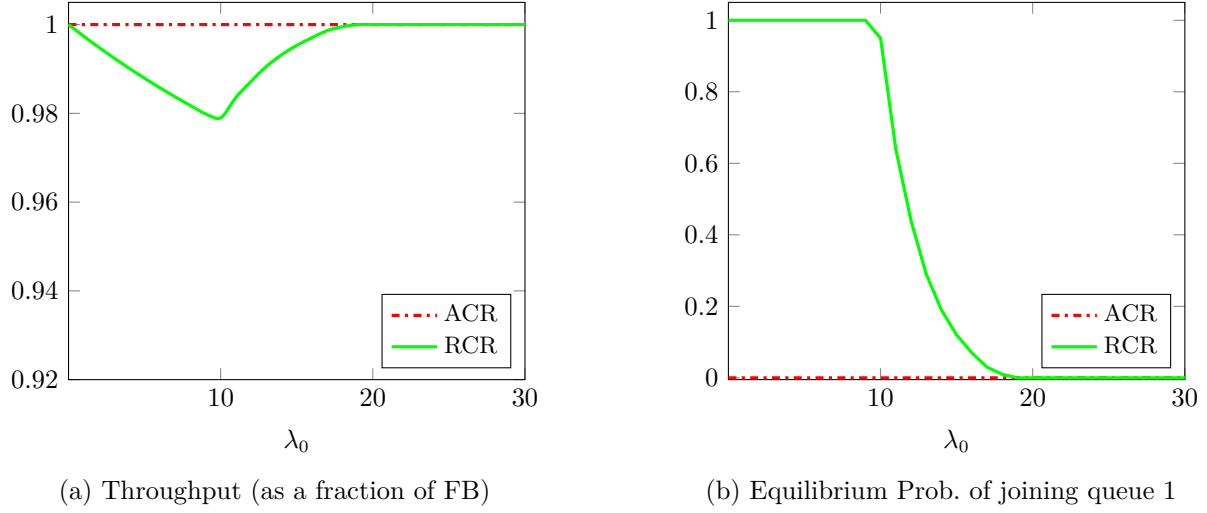 1
0.98
0.96
0.94
0.92
10
20
30
λ₀
ACR
RCR
(a) Throughput (as a fraction of FB)
1
0.8
0.6
0.4
0.2
0
10
20
30
λ₀
ACR
RCR
(b) Equilibrium Prob. of joining queue 1